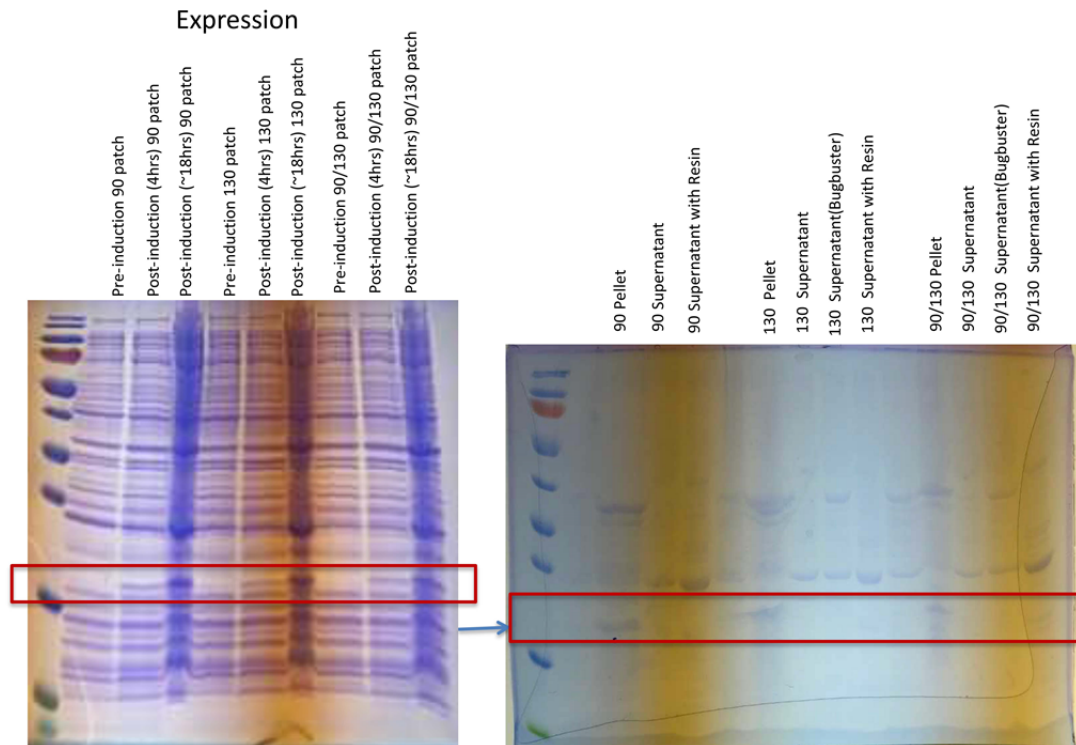 Expression
Pre-induction 90 patch
Post-induction (4hrs) 90 patch
Post-induction (~18hrs) 90 patch
Pre-induction 130 patch
Post-induction (4hrs) 130 patch
Post-induction (~18hrs) 130 patch
Pre-induction 90/130 patch
Post-induction (4hrs) 90/130 patch
Post-induction (~18hrs) 90/130 patch
90 Pellet
90 Supernatant
90 Supernatant with Resin
130 Pellet
130 Supernatant
130 Supernatant(Bugbuster)
130 Supernatant with Resin
90/130 Pellet
90/130 Supernatant
90/130 Supernatant(Bugbuster)
90/130 Supernatant with Resin